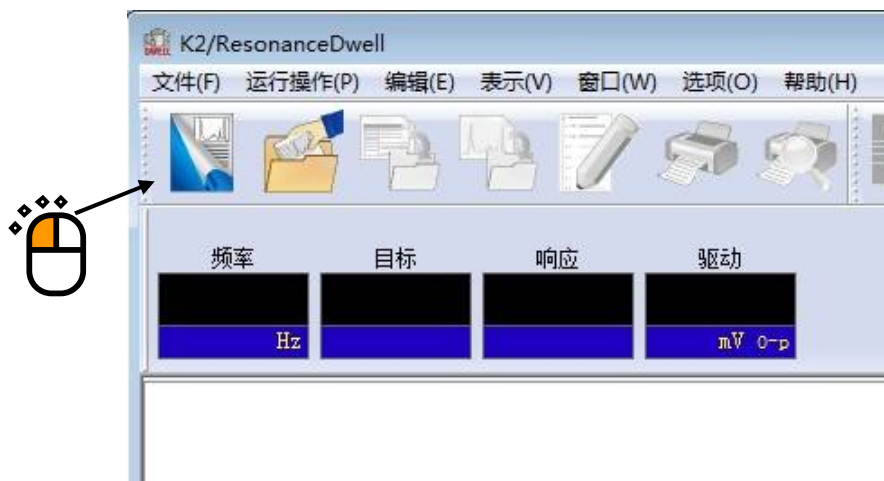 K2/ResonanceDwell
文件(F) 运行操作(P) 编辑(E) 表示(V) 窗口(W) 选项(O) 帮助(H)
频率 目标 响应 驱动
Hz mV 0-p